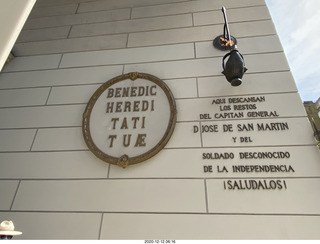 BENEDIC
HEREDI
TATI
TUÆ
AQUI DESCANSAN
LOS RESTOS
DEL CAPITAN GENERAL
D JOSE DE SAN MARTIN
Y DEL
SOLDADO DESCONOCIDO
DE LA INDEPENDENCIA
¡SALUDALOS!
2020-12-12 08:16